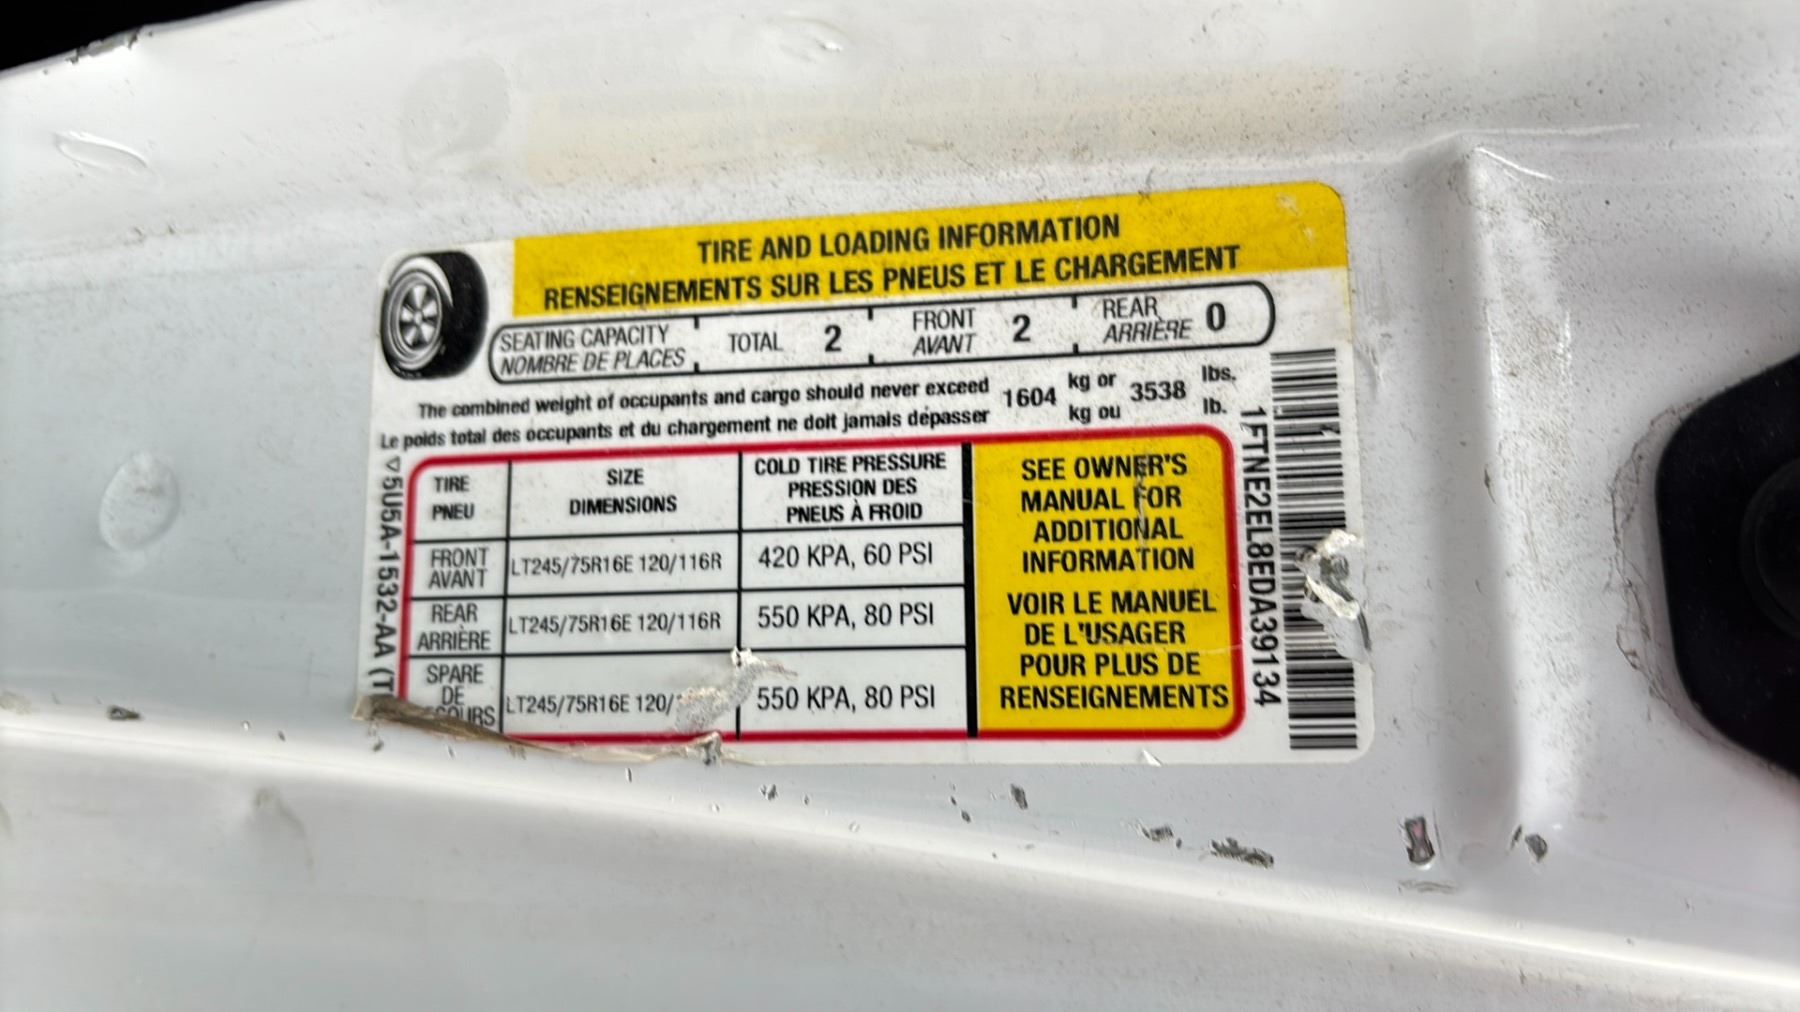 TIRE AND LOADING INFORMATION
RENSEIGNEMENTS SUR LES PNEUS ET LE CHARGEMENT
SEATING CAPACITY
NOMBRE DE PLACES
TOTAL 2
FRONT
AVANT
2
REAR
ARRIÈRE
0
The combined weight of occupants and cargo should never exceed 1604 kg or 3538 lbs.
Le poids total des occupants et du chargement ne doit jamais dépasser kg ou lb.
TIRE
PNEU
SIZE
DIMENSIONS
COLD TIRE PRESSURE
PRESSION DES
PNEUS À FROID
FRONT
AVANT
LT245/75R16E 120/116R
420 KPA, 60 PSI
REAR
ARRIÈRE
LT245/75R16E 120/116R
550 KPA, 80 PSI
SPARE
DE
LT245/75R16E 120/
550 KPA, 80 PSI
SEE OWNER'S
MANUAL FOR
ADDITIONAL
INFORMATION
VOIR LE MANUEL
DE L'USAGER
POUR PLUS DE
RENSEIGNEMENTS
5U5A-1532-AA
1FTNE2EL8EDA39134